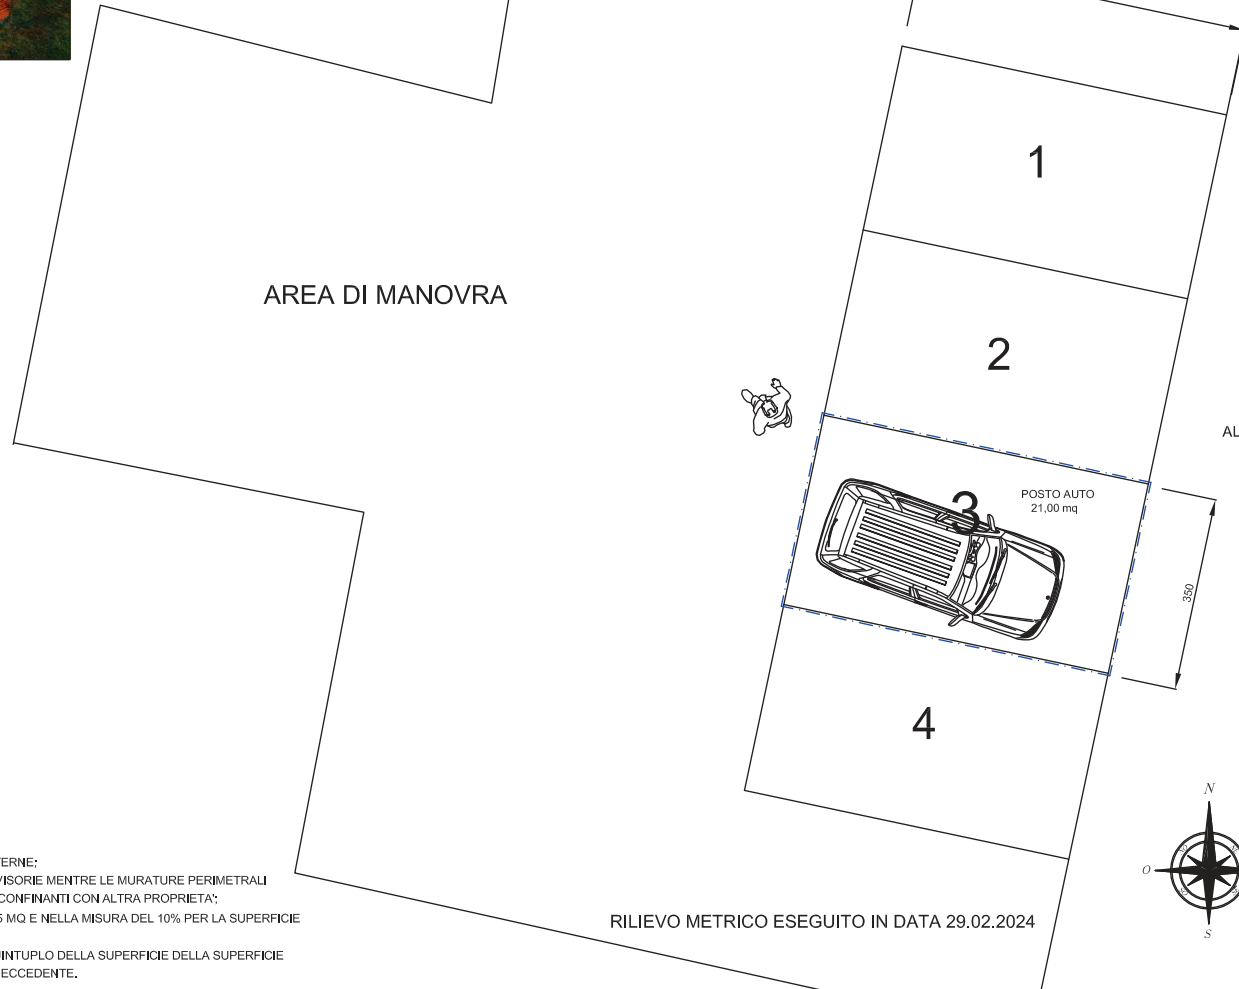 1
AREA DI MANOVRA
2
AL
3
POSTO AUTO
21,00 mq
350
4
N
O
S
TERNE;
VISORIE MENTRE LE MURATURE PERIMETRALI
CONFINANTI CON ALTRA PROPRIETA';
5 MQ E NELLA MISURA DEL 10% PER LA SUPERFICIE
RILIEVO METRICO ESEGUITO IN DATA 29.02.2024
INTUPLO DELLA SUPERFICIE DELLA SUPERFICIE
ECCEDENTE.